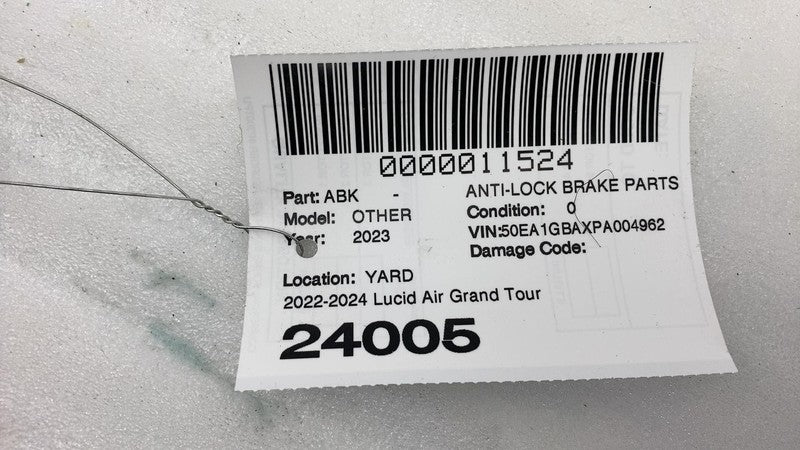 0000011524
Part: ABK - ANTI-LOCK BRAKE PARTS
Model: OTHER Condition: 0
Year: 2023 VIN:50EA1GBAXPA004962
Damage Code:
Location: YARD
2022-2024 Lucid Air Grand Tour
24005